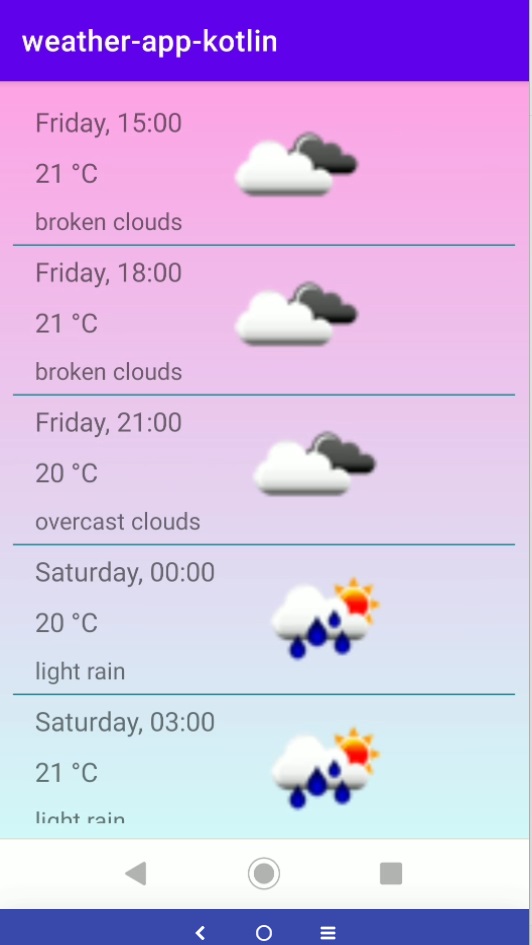 weather-app-kotlin
Friday, 15:00
21 °C
broken clouds
Friday, 18:00
21 °C
broken clouds
Friday, 21:00
20 °C
overcast clouds
Saturday, 00:00
20 °C
light rain
Saturday, 03:00
21 °C
light rain